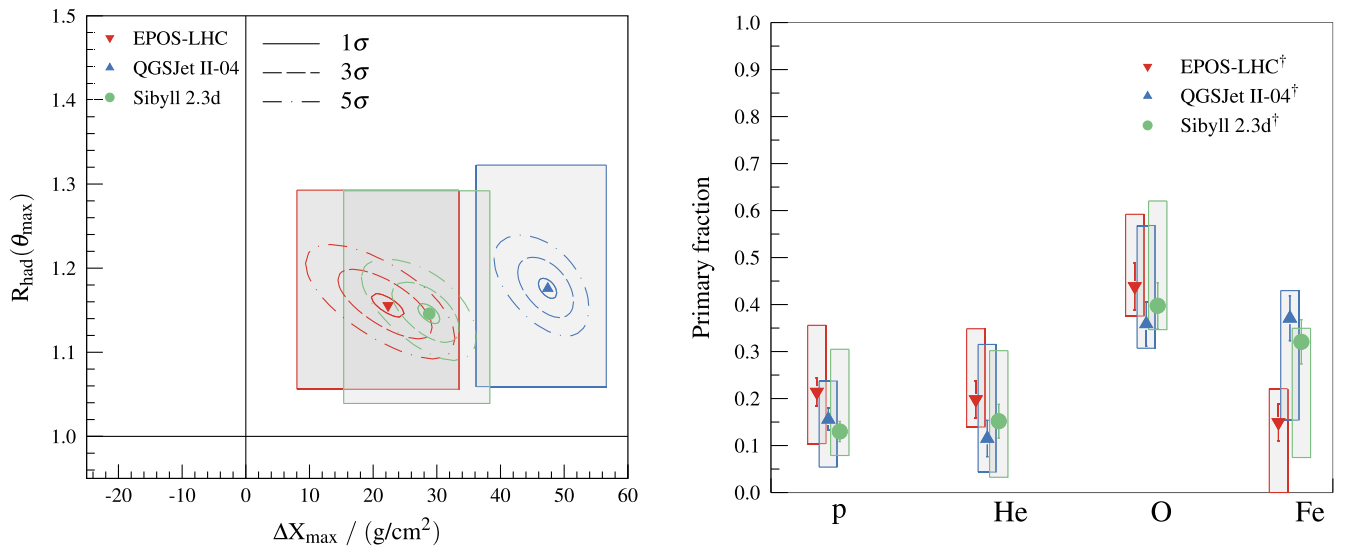 1.5
1.4
1.3
1.2
1.1
1.0
R_had(θ_max)
EPOS-LHC
QGSJet II-04
Sibyll 2.3d
1σ
3σ
5σ
-20 -10 0 10 20 30 40 50 60
ΔX_max / (g/cm²)
1.0
0.9
0.8
0.7
0.6
0.5
0.4
0.3
0.2
0.1
0.0
Primary fraction
EPOS-LHC†
QGSJet II-04†
Sibyll 2.3d†
p He O Fe